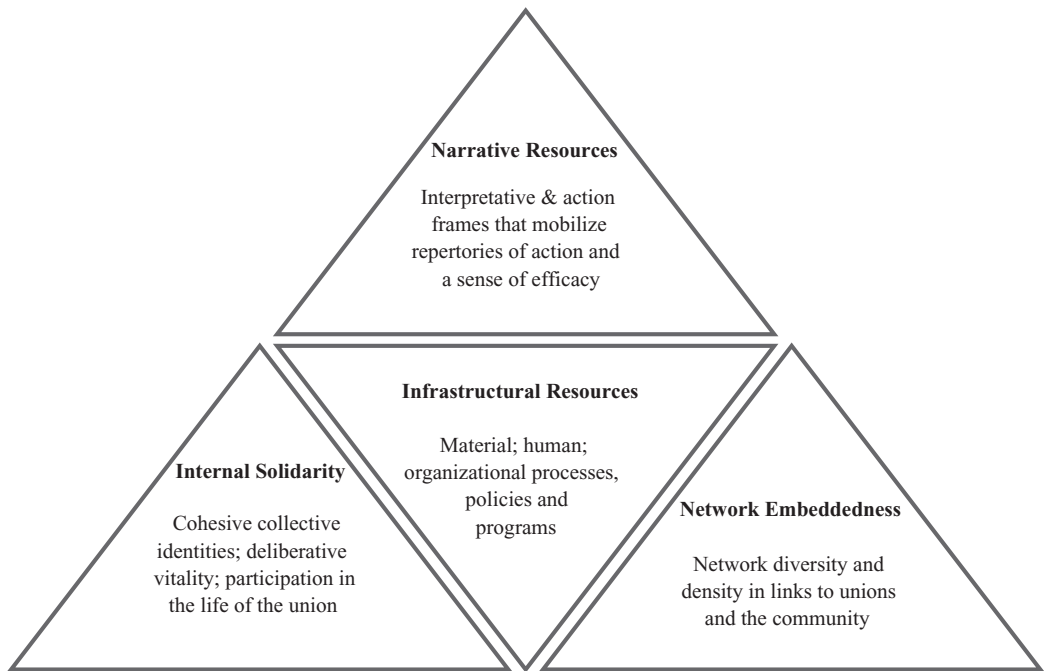 Narrative Resources
Interpretative & action
frames that mobilize
repertories of action and
a sense of efficacy
Infrastructural Resources
Material; human;
organizational processes,
policies and
programs
Internal Solidarity
Cohesive collective
identities; deliberative
vitality; participation in
the life of the union
Network Embeddedness
Network diversity and
density in links to unions
and the community